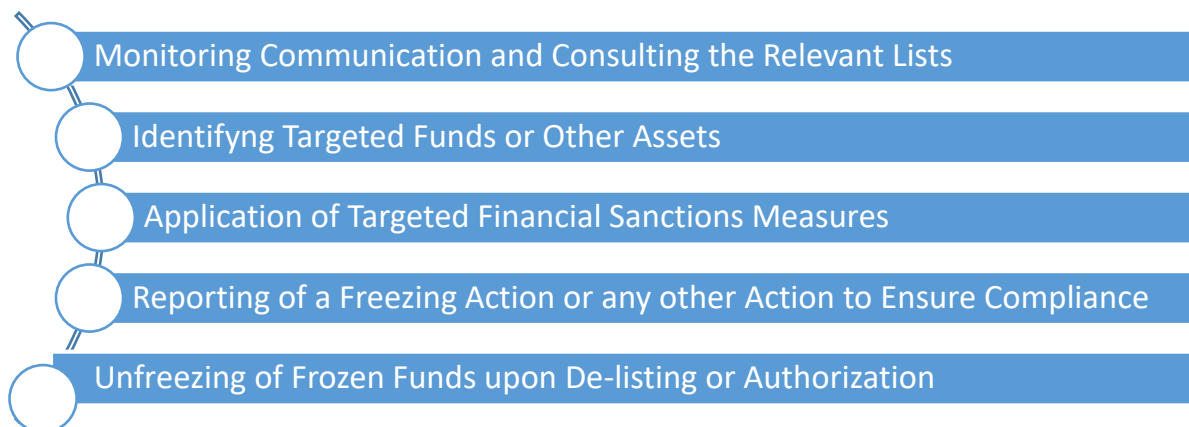 Monitoring Communication and Consulting the Relevant Lists
Identifyng Targeted Funds or Other Assets
Application of Targeted Financial Sanctions Measures
Reporting of a Freezing Action or any other Action to Ensure Compliance
Unfreezing of Frozen Funds upon De-listing or Authorization